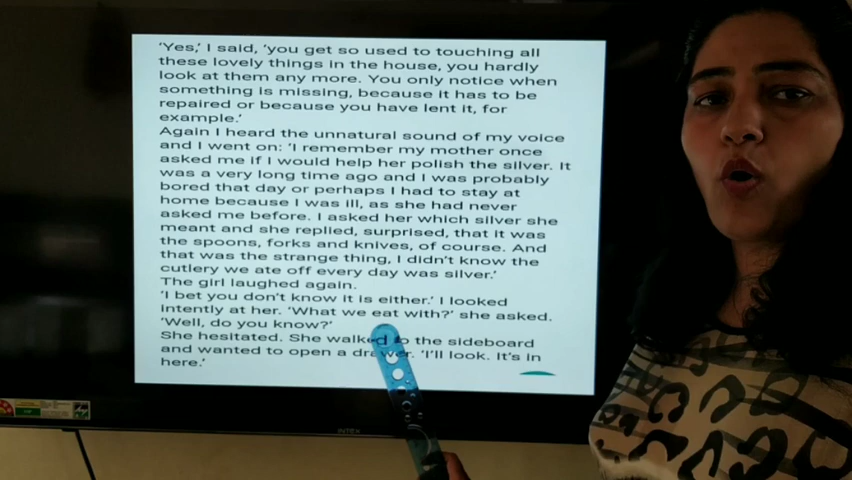 ‘Yes,’ I said, ‘you get so used to touching all
these lovely things in the house, you hardly
look at them any more. You only notice when
something is missing, because it has to be
repaired or because you have lent it, for
example.’
Again I heard the unnatural sound of my voice
and I went on: ‘I remember my mother once
asked me if I would help her polish the silver. It
was a very long time ago and I was probably
bored that day or perhaps I had to stay at
home because I was ill, as she had never
asked me before. I asked her which silver she
meant and she replied, surprised, that it was
the spoons, forks and knives, of course. And
that was the strange thing, I didn’t know the
cutlery we ate off every day was silver.’
The girl laughed again.
‘I bet you don’t know it is either.’ I looked
intently at her. ‘What we eat with?’ she asked.
‘Well, do you know?’
She hesitated. She walked to the sideboard
and wanted to open a drawer. ‘I’ll look. It’s in
here.’
INTEX